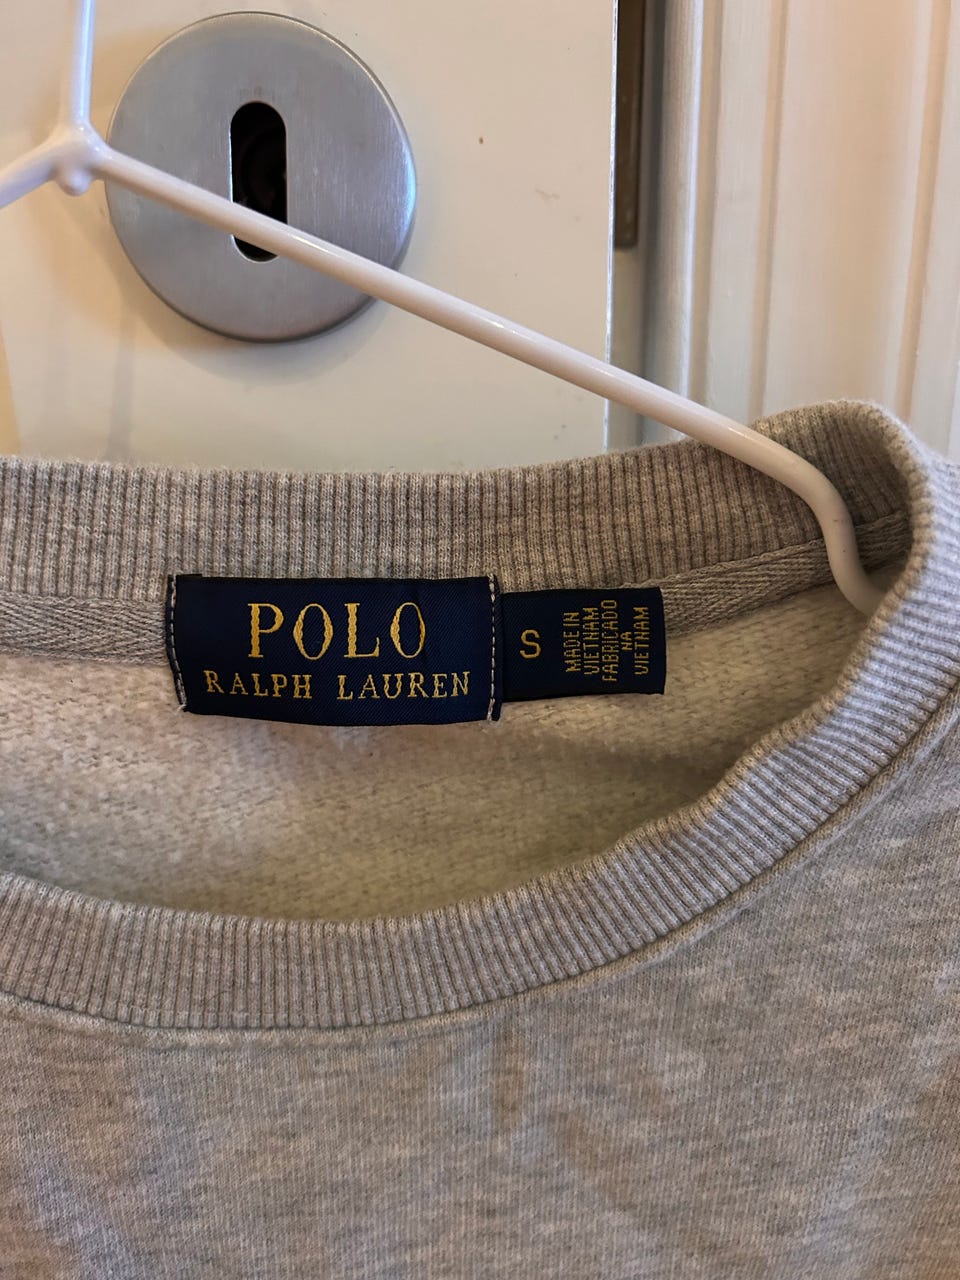 POLO
RALPH LAUREN
S
MADE IN
VIETNAM
FABRICADO
NA
VIETNAM